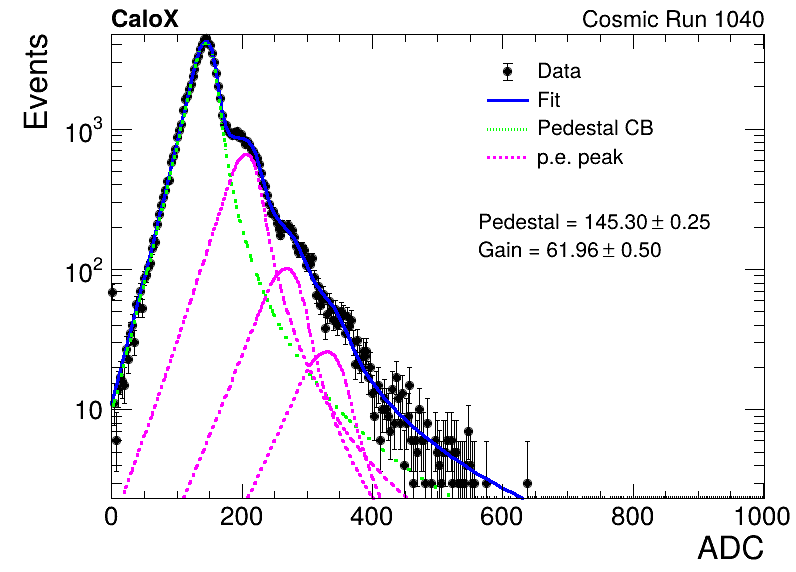 CaloX Cosmic Run 1040
Events
Data
Fit
Pedestal CB
p.e. peak
Pedestal = 145.30 ± 0.25
Gain = 61.96 ± 0.50
10³
10²
10
0 200 400 600 800 1000
ADC